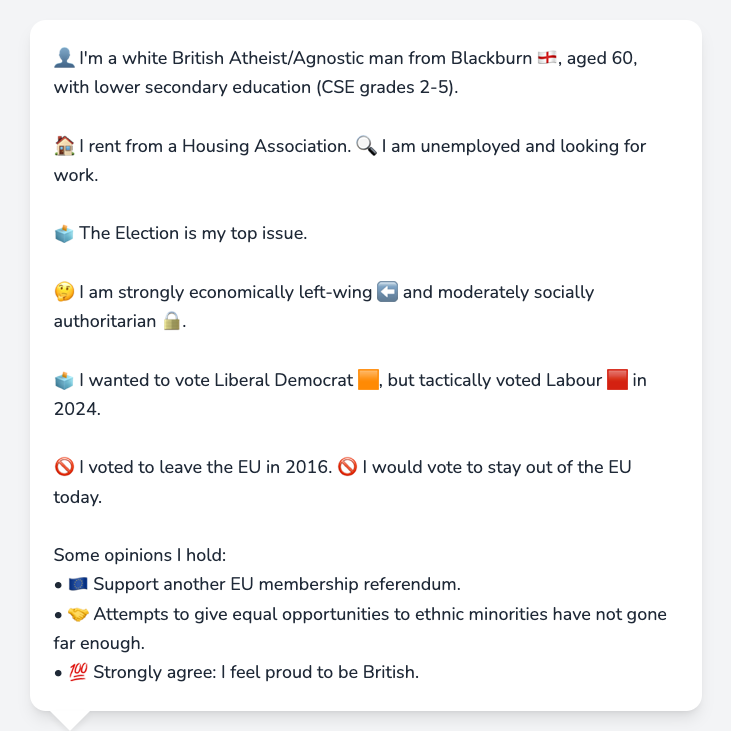 👤 I'm a white British Atheist/Agnostic man from Blackburn 🏴󠁧󠁢󠁥󠁮󠁧󠁿, aged 60,
with lower secondary education (CSE grades 2-5).
🏠 I rent from a Housing Association. 🔍 I am unemployed and looking for
work.
🗳️ The Election is my top issue.
🤔 I am strongly economically left-wing ⬅️ and moderately socially
authoritarian 🔒.
🗳️ I wanted to vote Liberal Democrat 🟧, but tactically voted Labour 🟥 in
2024.
🚫 I voted to leave the EU in 2016. 🚫 I would vote to stay out of the EU
today.
Some opinions I hold:
• 🇪🇺 Support another EU membership referendum.
• 🤝 Attempts to give equal opportunities to ethnic minorities have not gone
far enough.
• 💯 Strongly agree: I feel proud to be British.